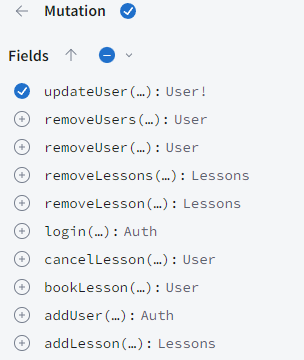 Mutation
Fields
updateUser(…): User!
removeUsers(…): User
removeUser(…): User
removeLessons(…): Lessons
removeLesson(…): Lessons
login(…): Auth
cancelLesson(…): User
bookLesson(…): User
addUser(…): Auth
addLesson(…): Lessons